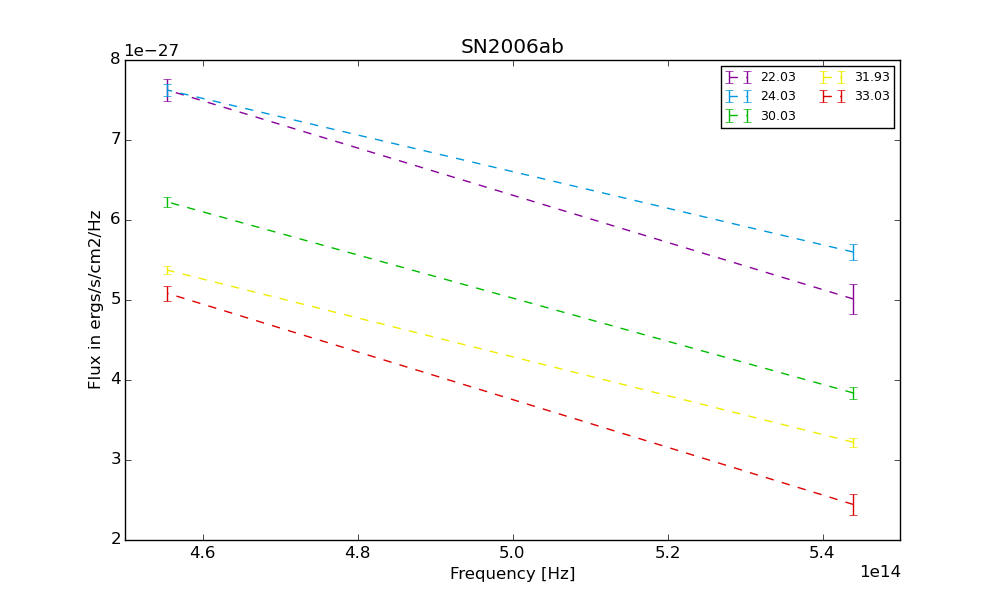 SN2006ab
1e−27
8
7
6
5
4
3
2
Flux in ergs/s/cm2/Hz
22.03 31.93
24.03 33.03
30.03
4.6 4.8 5.0 5.2 5.4
1e14
Frequency [Hz]